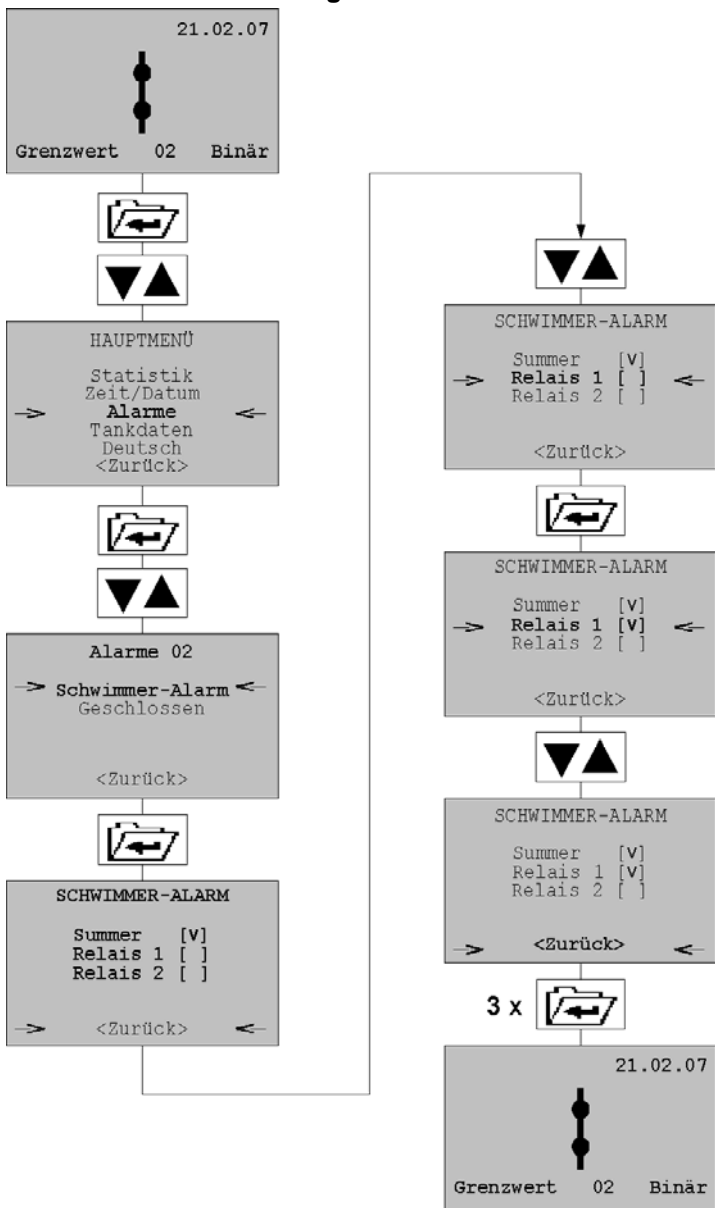 21.02.07
Grenzwert 02 Binär
HAUPTMENÜ
Statistik
Zeit/Datum
-> Alarme <-
Tankdaten
Deutsch
<Zurück>
Alarme 02
-> Schwimmer-Alarm <-
Geschlossen
<Zurück>
SCHWIMMER-ALARM
Summer [V]
Relais 1 [ ]
Relais 2 [ ]
-> <Zurück> <-
SCHWIMMER-ALARM
Summer [V]
-> Relais 1 [ ] <-
Relais 2 [ ]
<Zurück>
SCHWIMMER-ALARM
Summer [V]
-> Relais 1 [V] <-
Relais 2 [ ]
<Zurück>
SCHWIMMER-ALARM
Summer [V]
Relais 1 [V]
Relais 2 [ ]
-> <Zurück> <-
3 x
21.02.07
Grenzwert 02 Binär